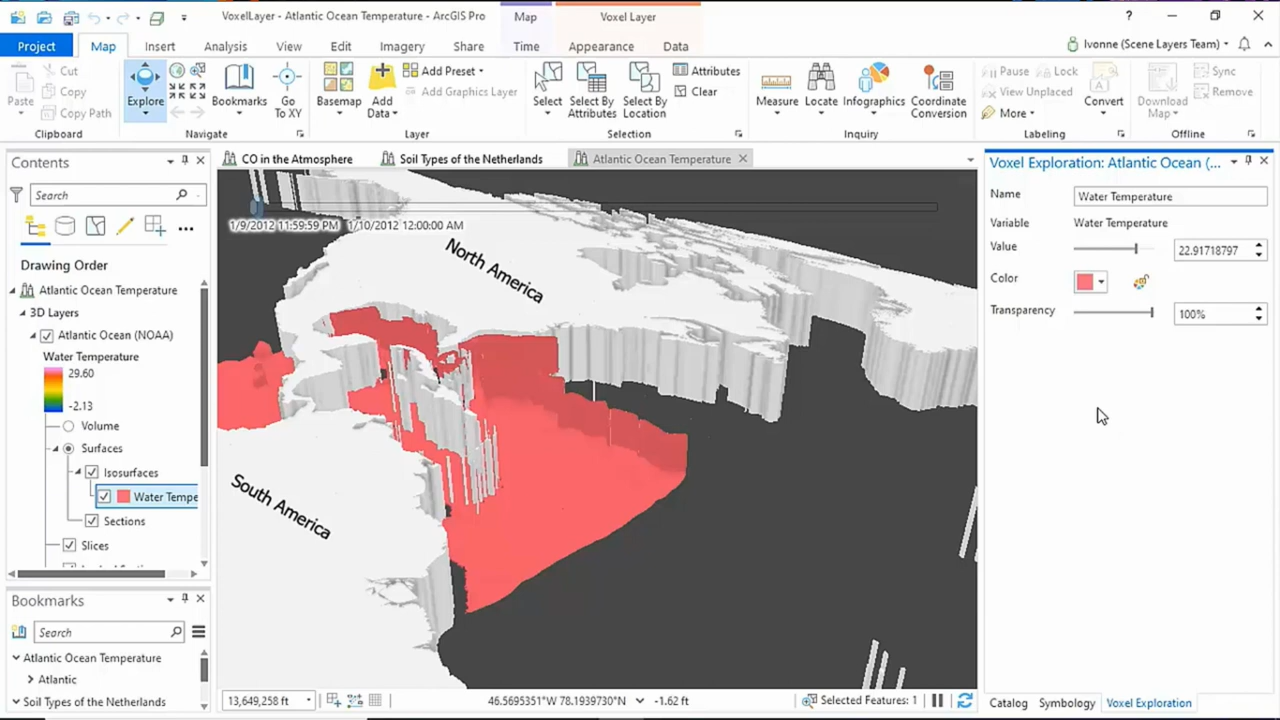 VoxelLayer - Atlantic Ocean Temperature - ArcGIS Pro
Map
Voxel Layer
?
Project
Map
Insert
Analysis
View
Edit
Imagery
Share
Time
Appearance
Data
Ivonne (Scene Layers Team)
Paste
Cut
Copy
Copy Path
Clipboard
Explore
Bookmarks
Go To XY
Navigate
Basemap
Add Data
Add Preset
Add Graphics Layer
Layer
Select
Select By Attributes
Select By Location
Attributes
Clear
Selection
Measure
Locate
Infographics
Coordinate Conversion
Inquiry
Pause
Lock
View Unplaced
More
Convert
Labeling
Download Map
Sync
Remove
Offline
Contents
Search
Drawing Order
Atlantic Ocean Temperature
3D Layers
Atlantic Ocean (NOAA)
Water Temperature
29.60
-2.13
Volume
Surfaces
Isosurfaces
Water Tempe
Sections
Slices
Bookmarks
Search
Atlantic Ocean Temperature
Atlantic
Soil Types of the Netherlands
CO in the Atmosphere
Soil Types of the Netherlands
Atlantic Ocean Temperature
1/9/2012 11:59:59 PM
1/10/2012 12:00:00 AM
North America
South America
13,649,258 ft
46.5695351°W 78.1939730°N
-1.62 ft
Selected Features: 1
Voxel Exploration: Atlantic Ocean (...
Name
Water Temperature
Variable
Water Temperature
Value
22.91718797
Color
Transparency
100%
Catalog
Symbology
Voxel Exploration